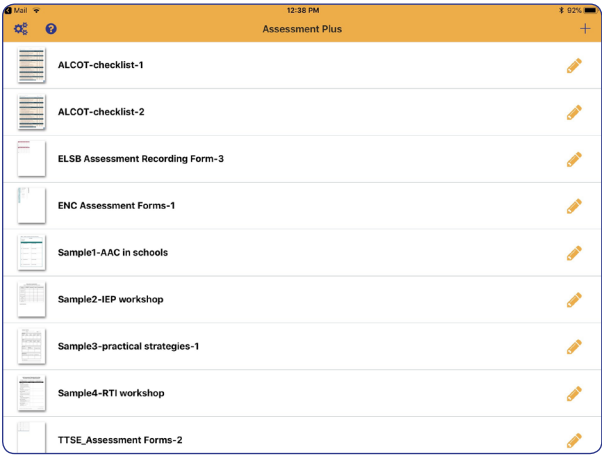 Mail 12:38 PM 92%
? Assessment Plus +
ALCOT-checklist-1
ALCOT-checklist-2
ELSB Assessment Recording Form-3
ENC Assessment Forms-1
Sample1-AAC in schools
Sample2-IEP workshop
Sample3-practical strategies-1
Sample4-RTI workshop
TTSE_Assessment Forms-2